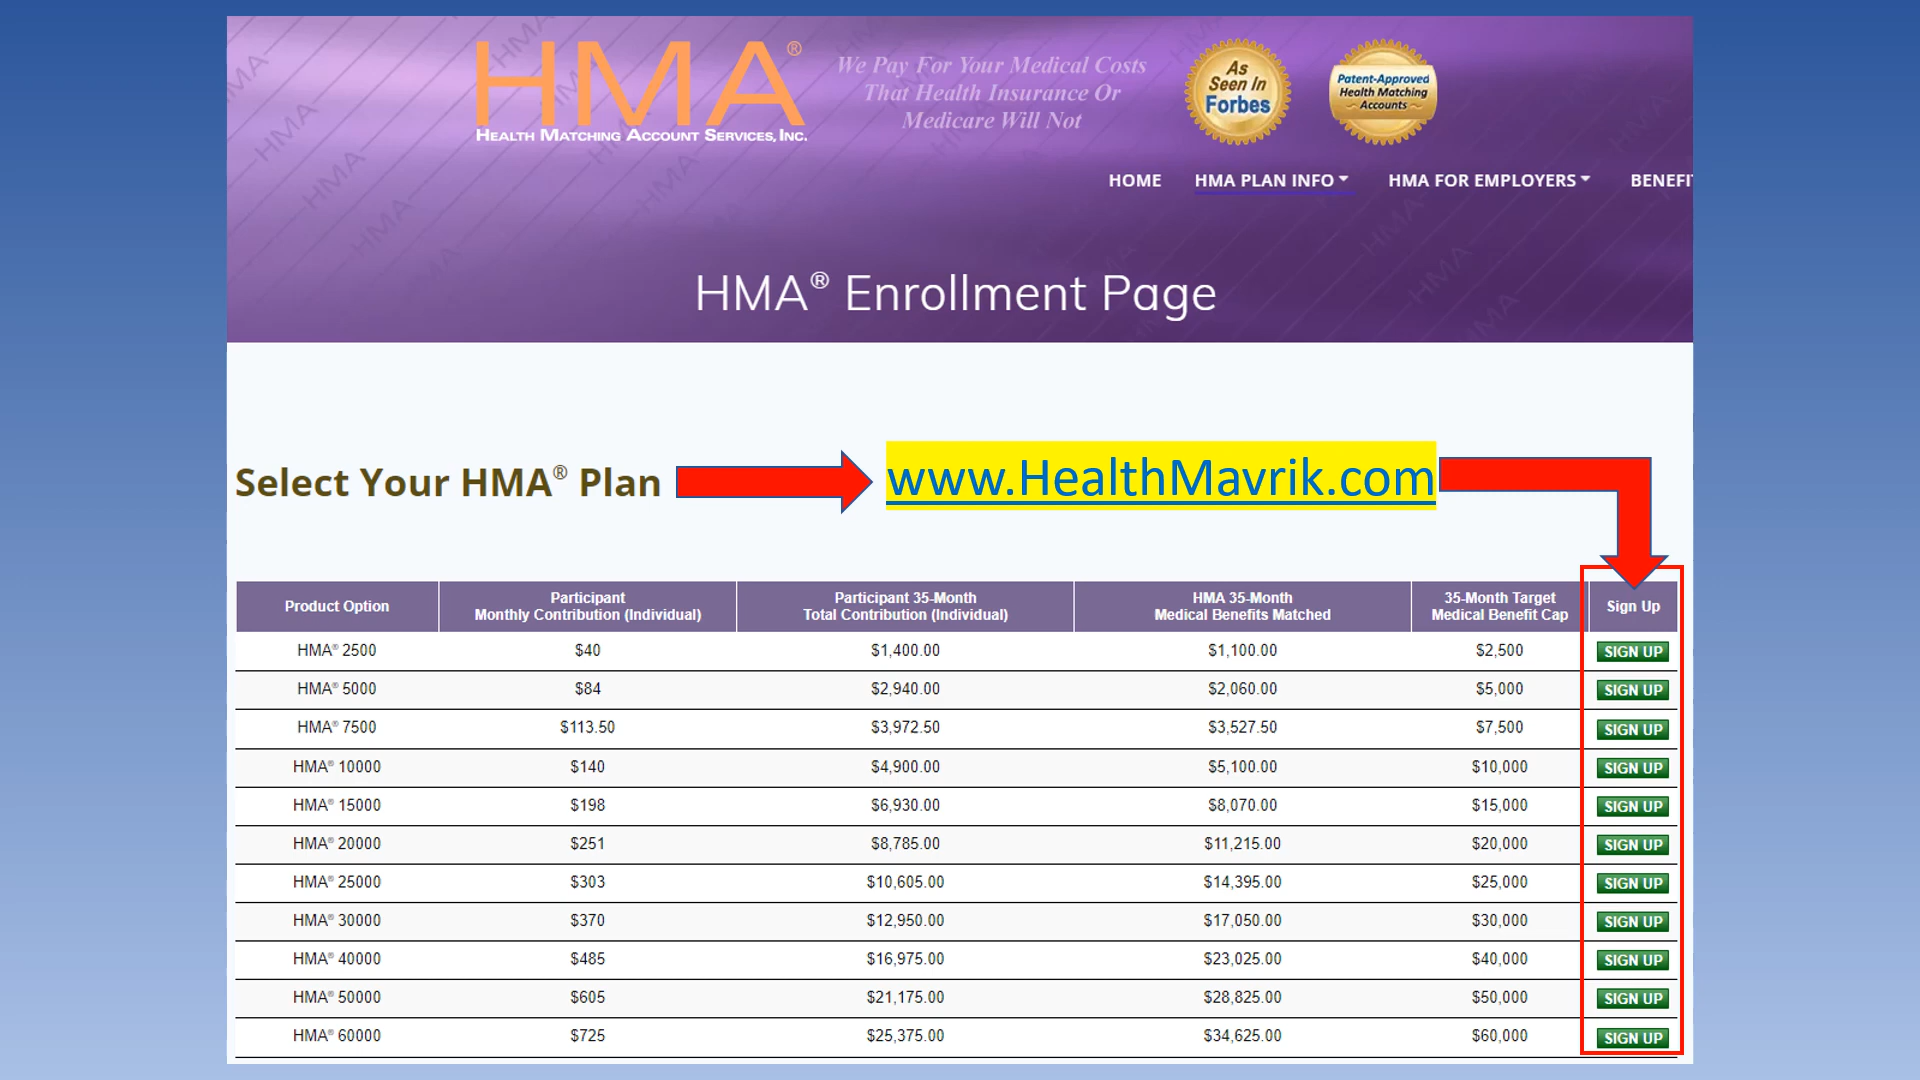 HMA®
HEALTH MATCHING ACCOUNT SERVICES, INC.
We Pay For Your Medical Costs
That Health Insurance Or
Medicare Will Not
As
Seen In
Forbes
Patent-Approved
Health Matching
Accounts
HOME HMA PLAN INFO HMA FOR EMPLOYERS BENEFIT
HMA® Enrollment Page
Select Your HMA® Plan www.HealthMavrik.com
Product Option Participant Monthly Contribution (Individual) Participant 35-Month Total Contribution (Individual) HMA 35-Month Medical Benefits Matched 35-Month Target Medical Benefit Cap Sign Up
HMA® 2500 $40 $1,400.00 $1,100.00 $2,500 SIGN UP
HMA® 5000 $84 $2,940.00 $2,060.00 $5,000 SIGN UP
HMA® 7500 $113.50 $3,972.50 $3,527.50 $7,500 SIGN UP
HMA® 10000 $140 $4,900.00 $5,100.00 $10,000 SIGN UP
HMA® 15000 $198 $6,930.00 $8,070.00 $15,000 SIGN UP
HMA® 20000 $251 $8,785.00 $11,215.00 $20,000 SIGN UP
HMA® 25000 $303 $10,605.00 $14,395.00 $25,000 SIGN UP
HMA® 30000 $370 $12,950.00 $17,050.00 $30,000 SIGN UP
HMA® 40000 $485 $16,975.00 $23,025.00 $40,000 SIGN UP
HMA® 50000 $605 $21,175.00 $28,825.00 $50,000 SIGN UP
HMA® 60000 $725 $25,375.00 $34,625.00 $60,000 SIGN UP